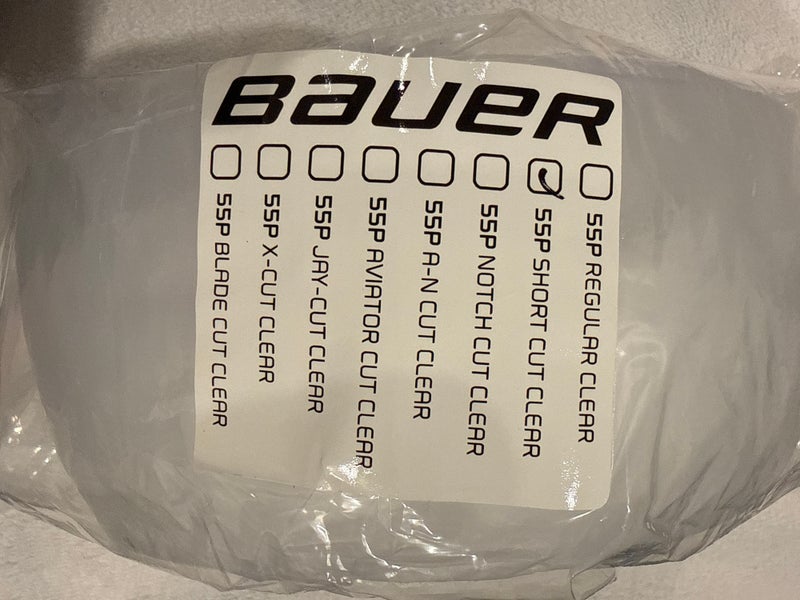 BAUER
55P REGULAR CLEAR
55P SHORT CUT CLEAR
55P NOTCH CUT CLEAR
55P A-N CUT CLEAR
55P AVIATOR CUT CLEAR
55P JAY-CUT CLEAR
55P X-CUT CLEAR
55P BLADE CUT CLEAR